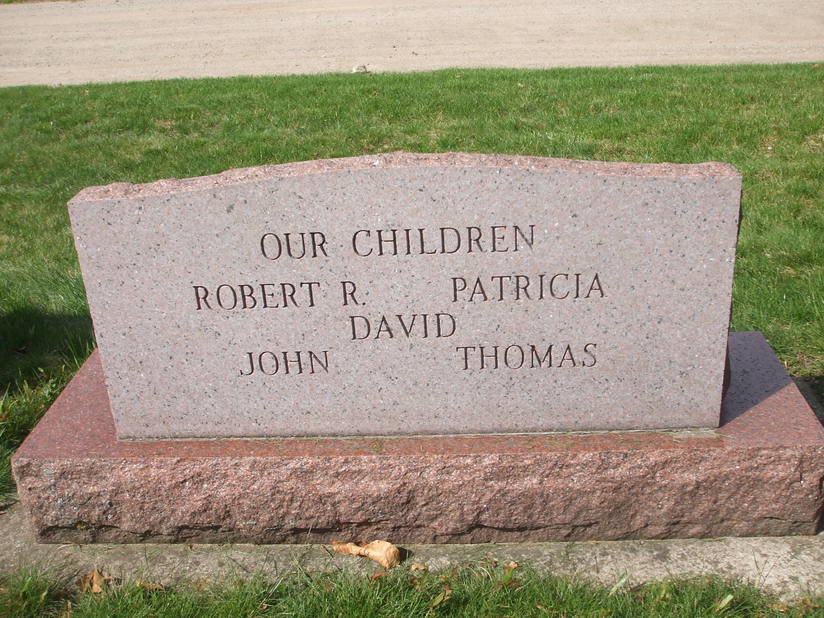 OUR CHILDREN
ROBERT R. PATRICIA
DAVID
JOHN THOMAS